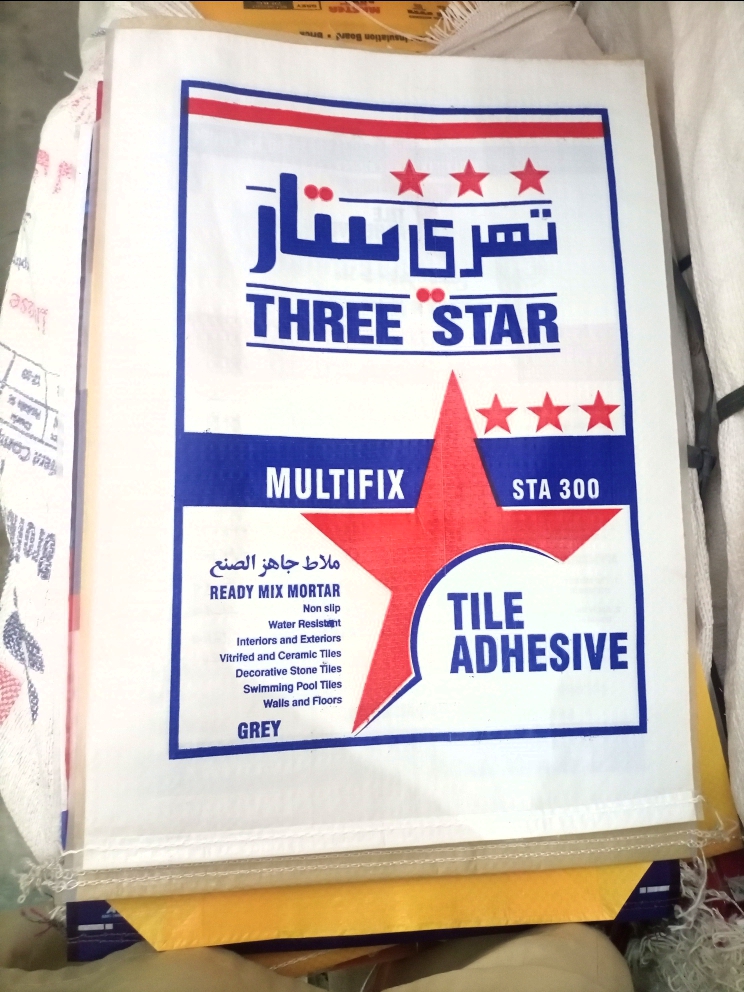 تهري ستار
THREE STAR
MULTIFIX
STA 300
ملاط جاهز الصنع
READY MIX MORTAR
Non slip
Water Resistant
Interiors and Exteriors
Vitrifed and Ceramic Tiles
Decorative Stone Tiles
Swimming Pool Tiles
Walls and Floors
GREY
TILE
ADHESIVE